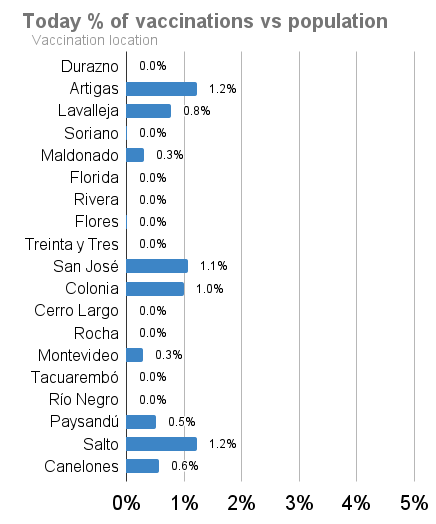 Today % of vaccinations vs population
Vaccination location
Durazno 0.0%
Artigas 1.2%
Lavalleja 0.8%
Soriano 0.0%
Maldonado 0.3%
Florida 0.0%
Rivera 0.0%
Flores 0.0%
Treinta y Tres 0.0%
San José 1.1%
Colonia 1.0%
Cerro Largo 0.0%
Rocha 0.0%
Montevideo 0.3%
Tacuarembó 0.0%
Río Negro 0.0%
Paysandú 0.5%
Salto 1.2%
Canelones 0.6%
0% 1% 2% 3% 4% 5%